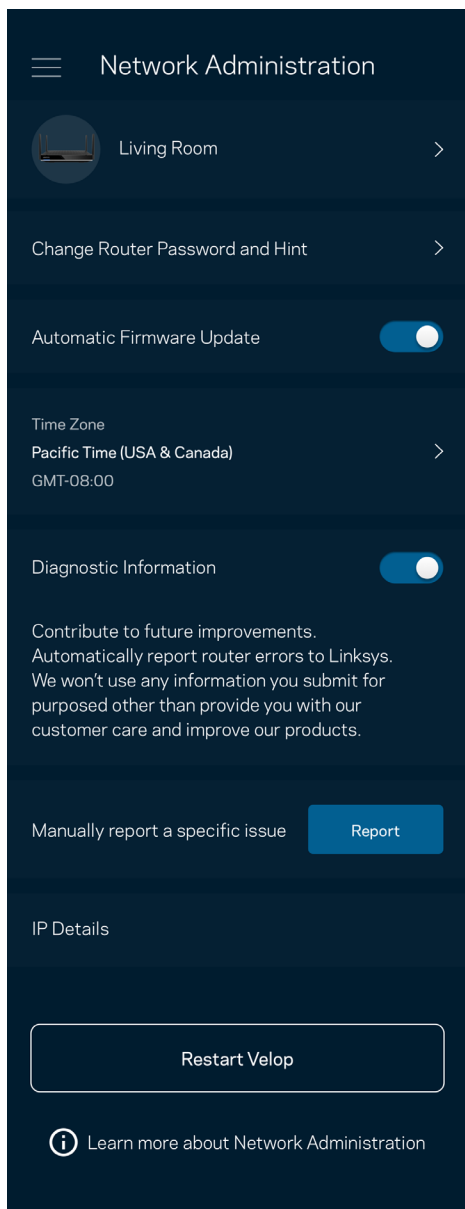 Network Administration
Living Room
Change Router Password and Hint
Automatic Firmware Update
Time Zone
Pacific Time (USA & Canada)
GMT-08:00
Diagnostic Information
Contribute to future improvements.
Automatically report router errors to Linksys.
We won't use any information you submit for
purposed other than provide you with our
customer care and improve our products.
Manually report a specific issue
Report
IP Details
Restart Velop
Learn more about Network Administration